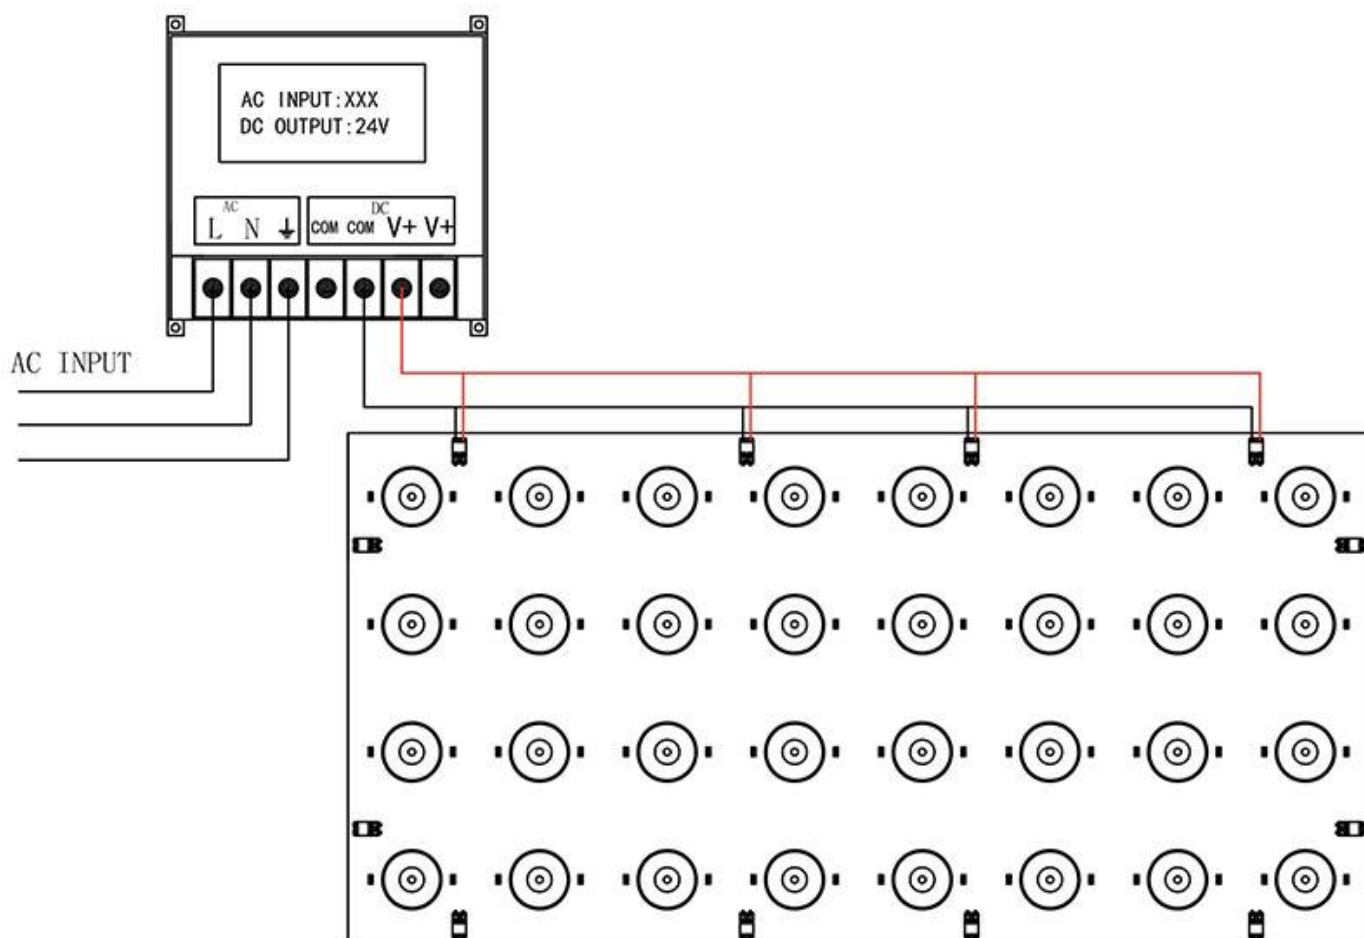 AC INPUT:XXX
DC OUTPUT:24V
AC
DC
L N COM COM V+ V+
AC INPUT